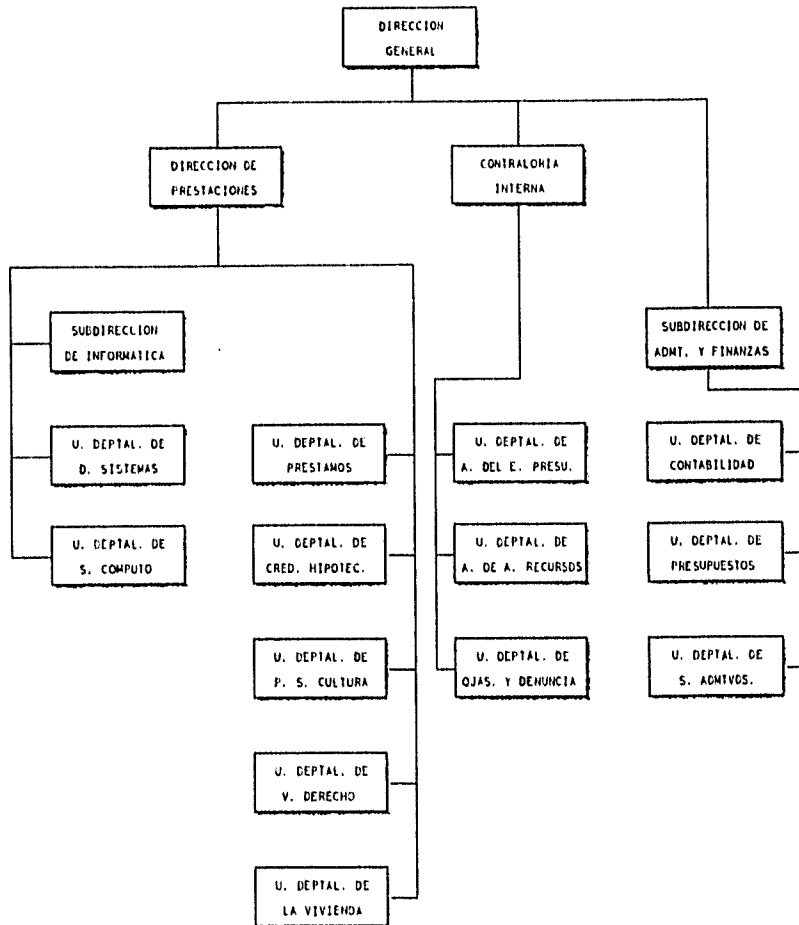 DIRECCION
GENERAL
DIRECCION DE
PRESTACIONES
CONTRALORIA
INTERNA
SUBDIRECCION
DE INFORMATICA
SUBDIRECCION DE
ADMT. Y FINANZAS
U. DEPTAL. DE
D. SISTEMAS
U. DEPTAL. DE
PRESTAMOS
U. DEPTAL. DE
A. DEL E. PRESU.
U. DEPTAL. DE
CONTABILIDAD
U. DEPTAL. DE
S. COMPUTO
U. DEPTAL. DE
CRED. HIPOTEC.
U. DEPTAL. DE
A. DE A. RECURSOS
U. DEPTAL. DE
PRESUPUESTOS
U. DEPTAL. DE
P. S. CULTURA
U. DEPTAL. DE
QJAS. Y DENUNCIA
U. DEPTAL. DE
S. ADMTVOS.
U. DEPTAL. DE
V. DERECHO
U. DEPTAL. DE
LA VIVIENDA